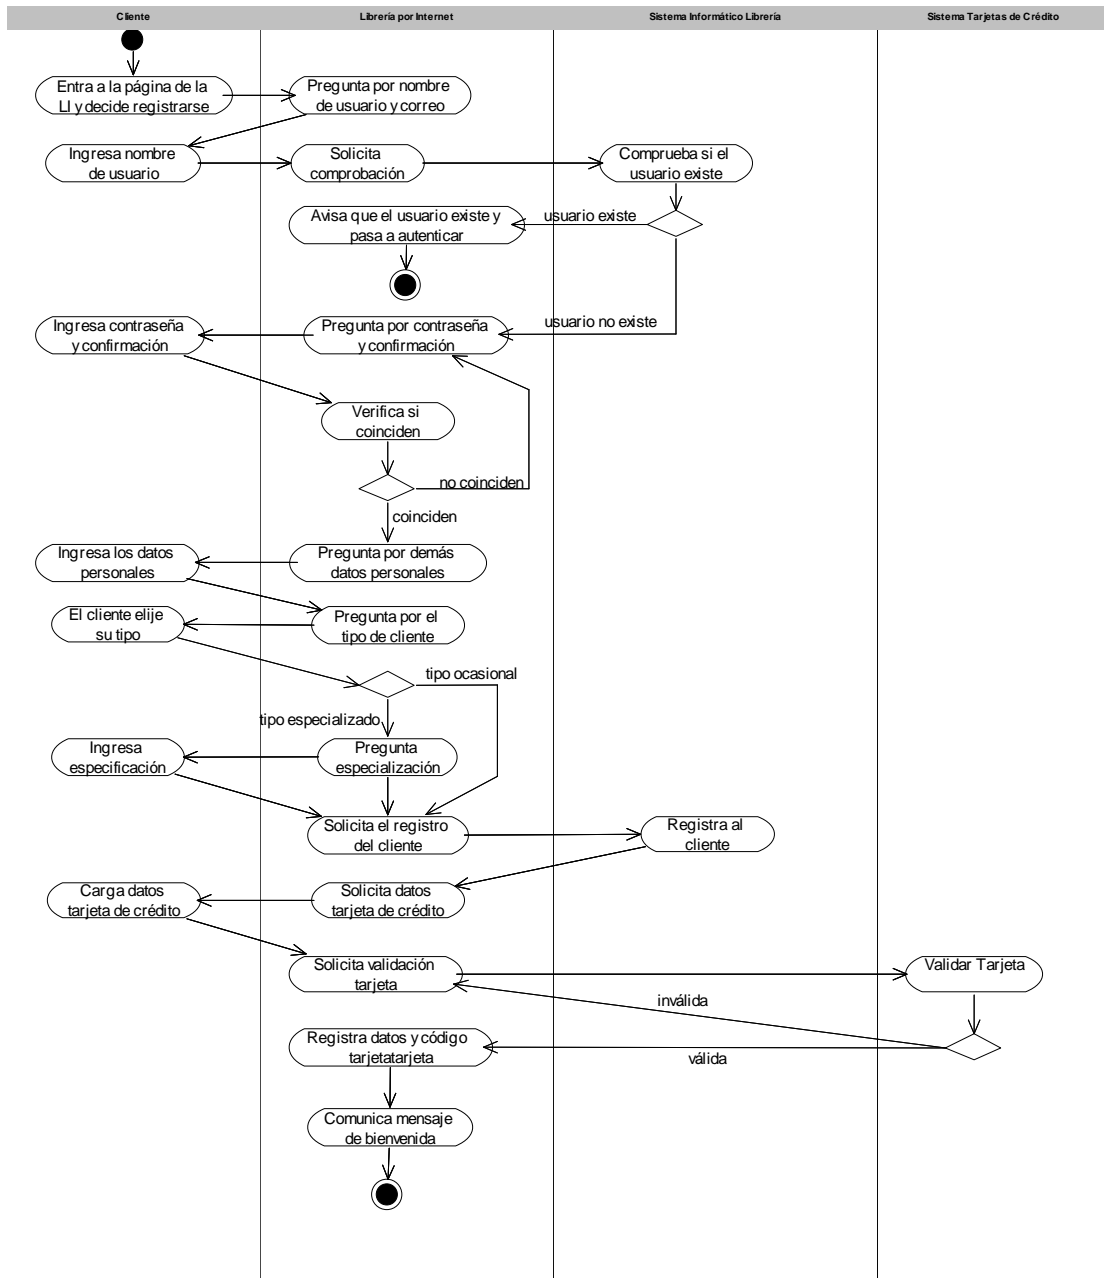 Cliente
Librería por Internet
Sistema Informático Librería
Sistema Tarjetas de Crédito
Entra a la página de la
LI y decide registrarse
Pregunta por nombre
de usuario y correo
Ingresa nombre
de usuario
Solicita
comprobación
Comprueba si el
usuario existe
Avisa que el usuario existe y
pasa a autenticar
usuario existe
Ingresa contraseña
y confirmación
Pregunta por contraseña
y confirmación
usuario no existe
Verifica si
coinciden
no coinciden
coinciden
Ingresa los datos
personales
Pregunta por demás
datos personales
El cliente elije
su tipo
Pregunta por el
tipo de cliente
tipo ocasional
tipo especializado
Ingresa
especificación
Pregunta
especialización
Solicita el registro
del cliente
Registra al
cliente
Carga datos
tarjeta de crédito
Solicita datos
tarjeta de crédito
Solicita validación
tarjeta
Validar Tarjeta
inválida
Registra datos y código
tarjetatarjeta
válida
Comunica mensaje
de bienvenida